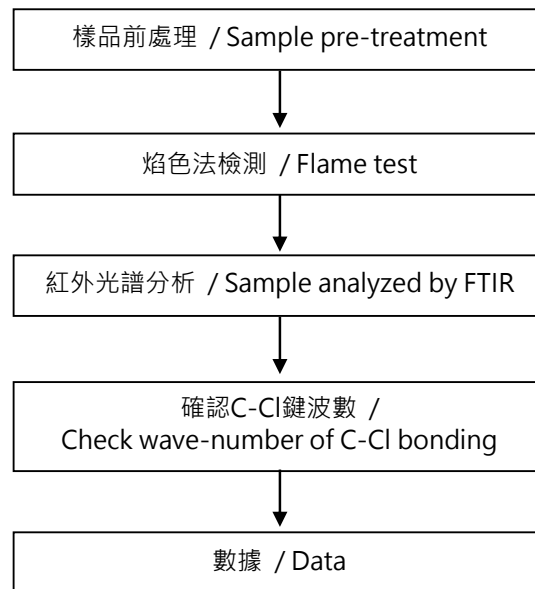 樣品前處理 / Sample pre-treatment
焰色法檢測 / Flame test
紅外光譜分析 / Sample analyzed by FTIR
確認C-Cl鍵波數 /
Check wave-number of C-Cl bonding
數據 / Data